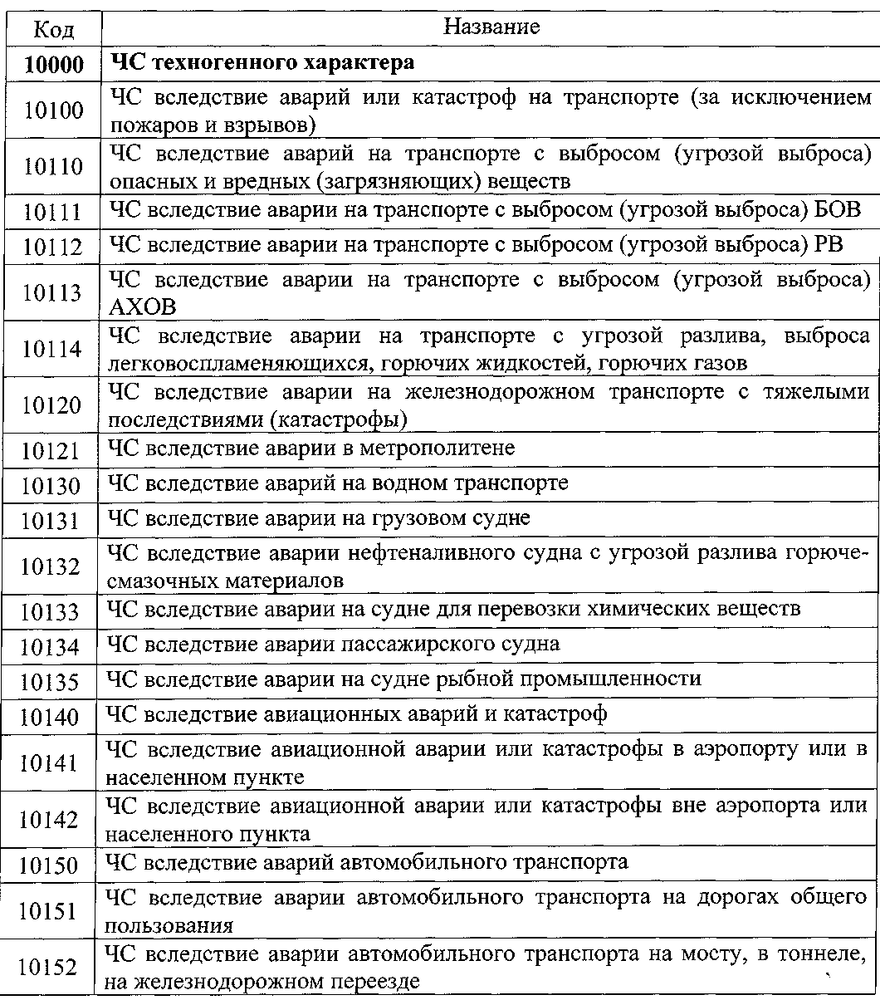 Код Название
10000 ЧС техногенного характера
10100 ЧС вследствие аварий или катастроф на транспорте (за исключением
пожаров и взрывов)
10110 ЧС вследствие аварий на транспорте с выбросом (угрозой выброса)
опасных и вредных (загрязняющих) веществ
10111 ЧС вследствие аварии на транспорте с выбросом (угрозой выброса) БОВ
10112 ЧС вследствие аварии на транспорте с выбросом (угрозой выброса) РВ
10113 ЧС вследствие аварии на транспорте с выбросом (угрозой выброса)
АХОВ
10114 ЧС вследствие аварии на транспорте с угрозой разлива, выброса
легковоспламеняющихся, горючих жидкостей, горючих газов
10120 ЧС вследствие аварии на железнодорожном транспорте с тяжелыми
последствиями (катастрофы)
10121 ЧС вследствие аварии в метрополитене
10130 ЧС вследствие аварий на водном транспорте
10131 ЧС вследствие аварии на грузовом судне
10132 ЧС вследствие аварии нефтеналивного судна с угрозой разлива горюче-
смазочных материалов
10133 ЧС вследствие аварии на судне для перевозки химических веществ
10134 ЧС вследствие аварии пассажирского судна
10135 ЧС вследствие аварии на судне рыбной промышленности
10140 ЧС вследствие авиационных аварий и катастроф
10141 ЧС вследствие авиационной аварии или катастрофы в аэропорту или в
населенном пункте
10142 ЧС вследствие авиационной аварии или катастрофы вне аэропорта или
населенного пункта
10150 ЧС вследствие аварий автомобильного транспорта
10151 ЧС вследствие аварии автомобильного транспорта на дорогах общего
пользования
10152 ЧС вследствие аварии автомобильного транспорта на мосту, в тоннеле,
на железнодорожном переезде